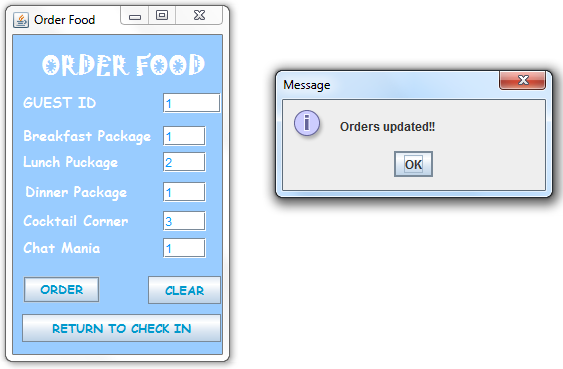 Order Food
ORDER FOOD
GUEST ID 1
Breakfast Package 1
Lunch Puckage 2
Dinner Package 1
Cocktail Corner 3
Chat Mania 1
ORDER CLEAR
RETURN TO CHECK IN
Message
Orders updated!!
OK